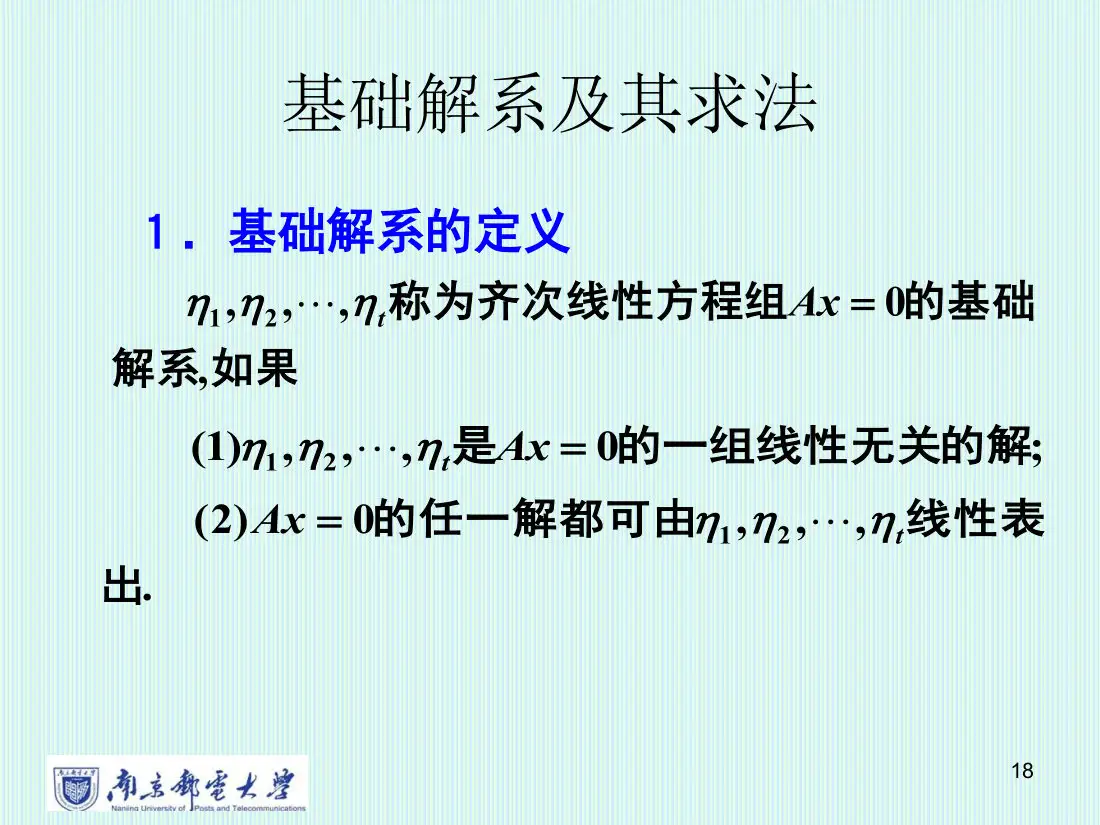 基础解系及其求法
1．基础解系的定义
η₁,η₂,⋯,ηₜ称为齐次线性方程组Ax = 0的基础
解系,如果
(1)η₁,η₂,⋯,ηₜ是Ax = 0的一组线性无关的解;
(2)Ax = 0的任一解都可由η₁,η₂,⋯,ηₜ线性表
出.
南京郵電大學
Nanjing University of Posts and Telecommunications
18